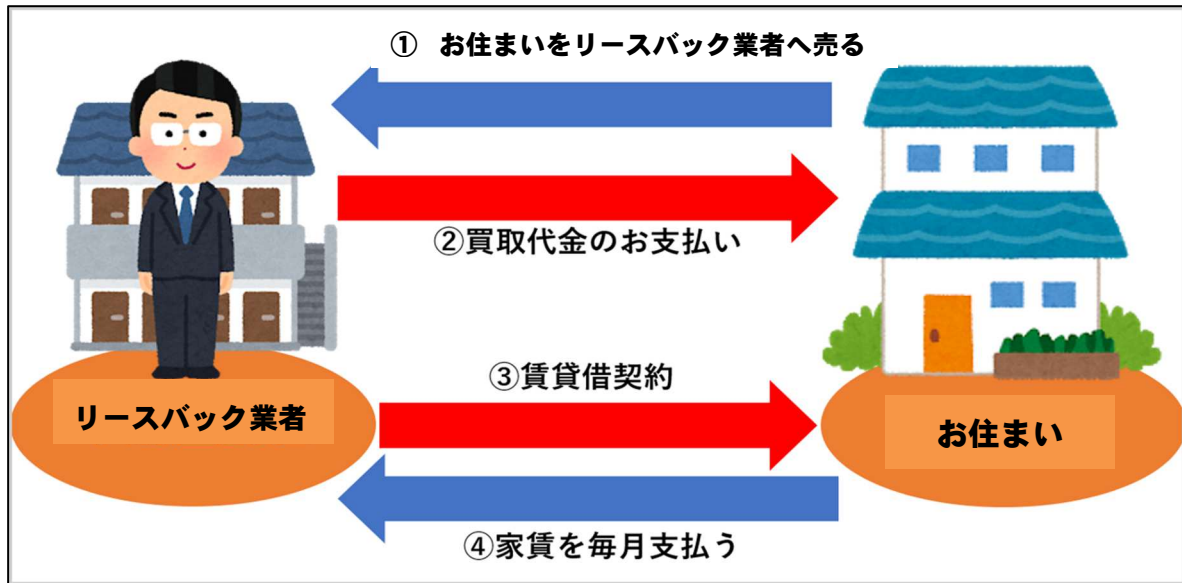 ① お住まいをリースバック業者へ売る
②買取代金のお支払い
③賃貸借契約
リースバック業者
お住まい
④家賃を毎月支払う